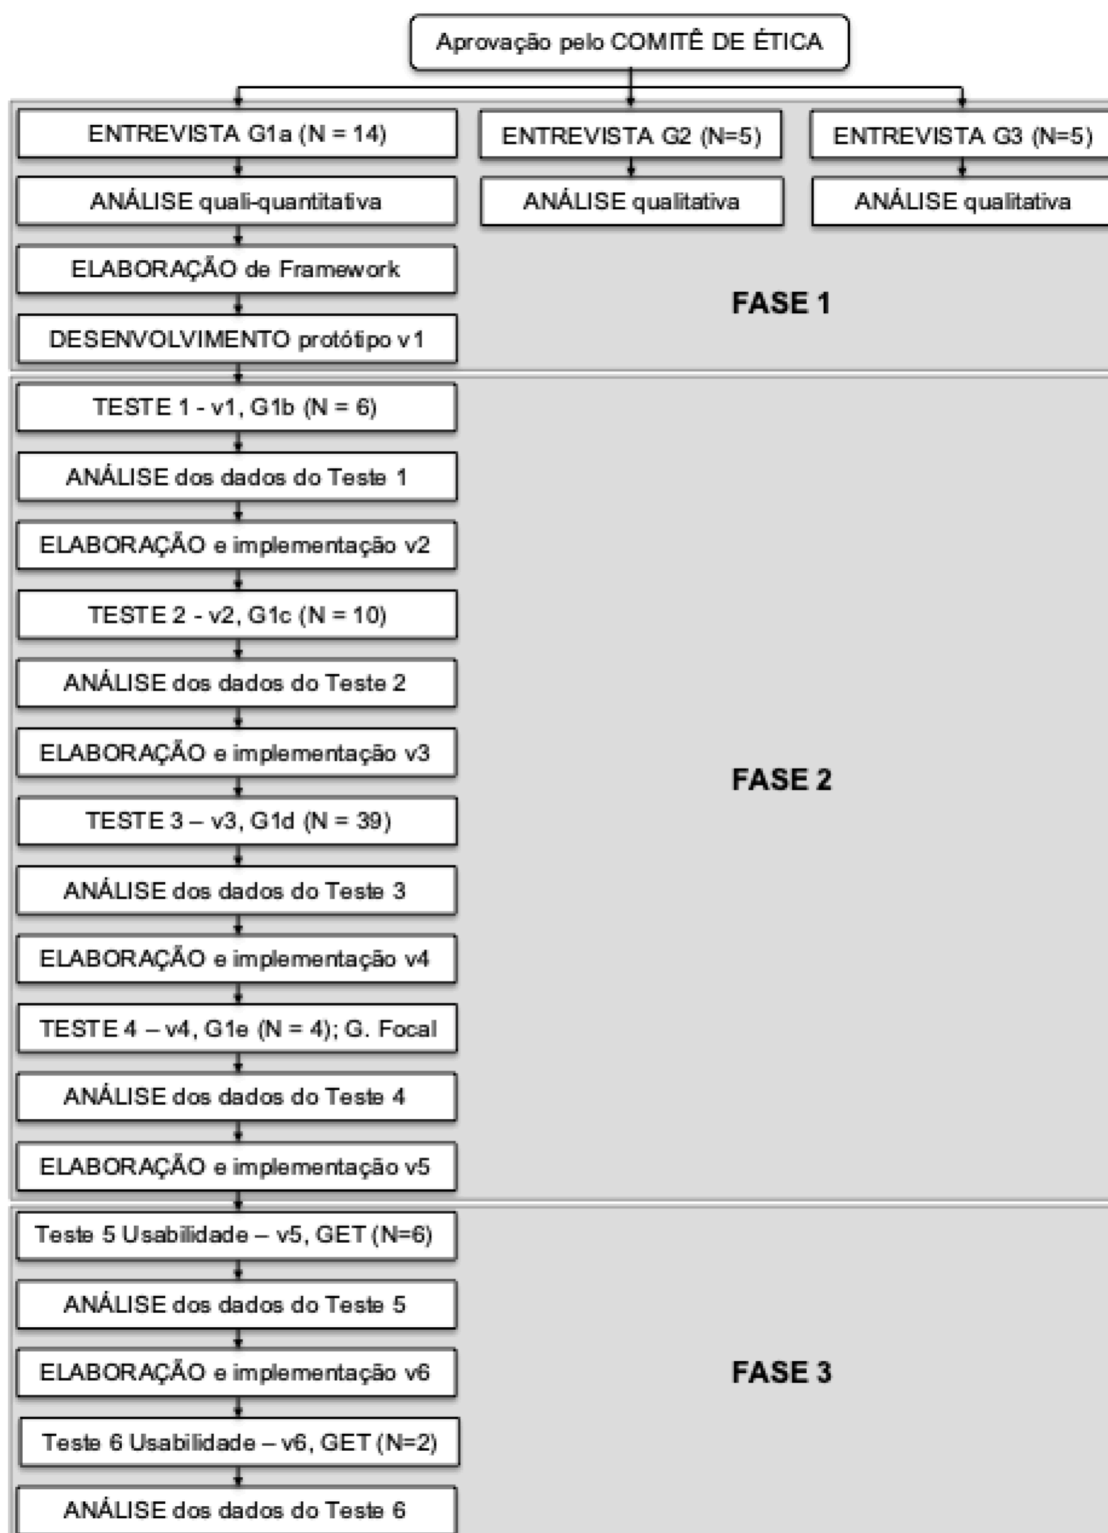 Aprovação pelo COMITÊ DE ÉTICA
ENTREVISTA G1a (N = 14)
ENTREVISTA G2 (N=5)
ENTREVISTA G3 (N=5)
ANÁLISE quali-quantitativa
ANÁLISE qualitativa
ANÁLISE qualitativa
ELABORAÇÃO de Framework
FASE 1
DESENVOLVIMENTO protótipo v1
TESTE 1 - v1, G1b (N = 6)
ANÁLISE dos dados do Teste 1
ELABORAÇÃO e implementação v2
TESTE 2 - v2, G1c (N = 10)
ANÁLISE dos dados do Teste 2
ELABORAÇÃO e implementação v3
FASE 2
TESTE 3 – v3, G1d (N = 39)
ANÁLISE dos dados do Teste 3
ELABORAÇÃO e implementação v4
TESTE 4 – v4, G1e (N = 4); G. Focal
ANÁLISE dos dados do Teste 4
ELABORAÇÃO e implementação v5
Teste 5 Usabilidade – v5, GET (N=6)
ANÁLISE dos dados do Teste 5
ELABORAÇÃO e implementação v6
FASE 3
Teste 6 Usabilidade – v6, GET (N=2)
ANÁLISE dos dados do Teste 6